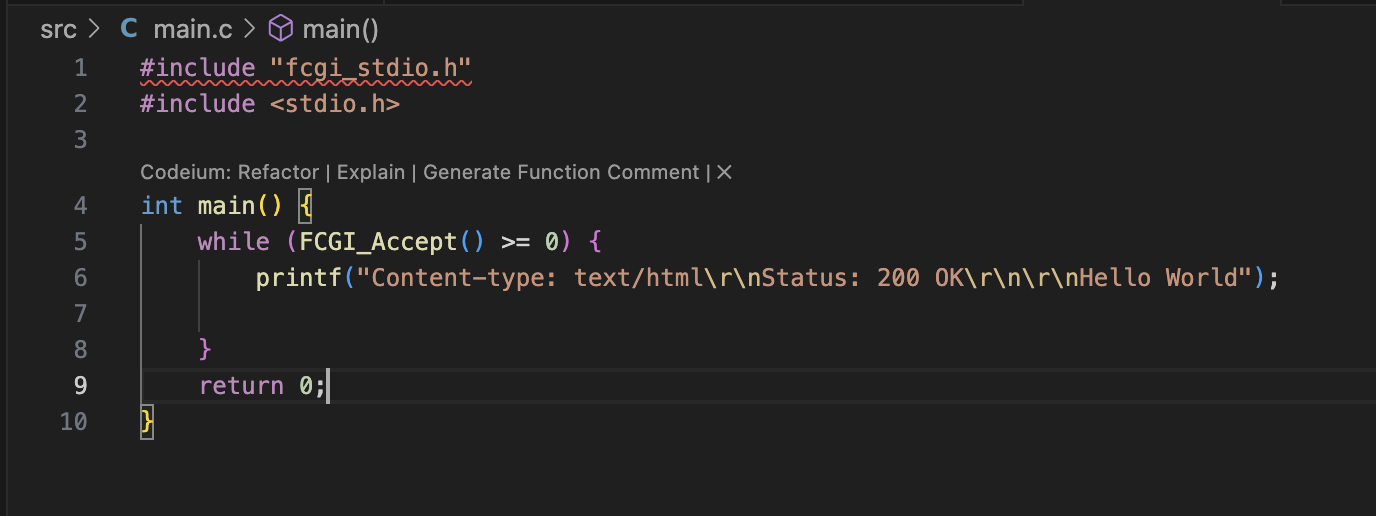 src > C main.c > main()
1 #include "fcgi_stdio.h"
2 #include <stdio.h>
3
Codeium: Refactor | Explain | Generate Function Comment | ×
4 int main() {
5     while (FCGI_Accept() >= 0) {
6         printf("Content-type: text/html\r\nStatus: 200 OK\r\n\r\nHello World");
7
8     }
9     return 0;
10 }